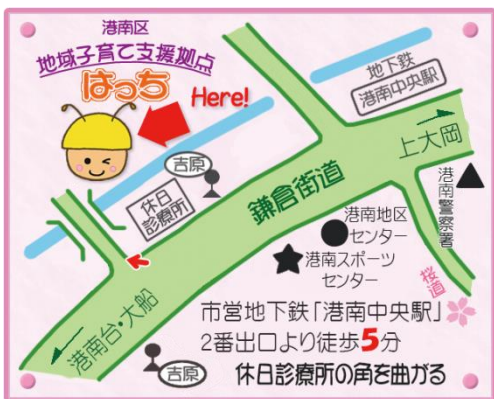 港南区
地域子育て支援拠点
はっち
Here!
地下鉄
港南中央駅
上大岡
吉原
休日
診療所
鎌倉街道
港南警察署
港南地区
センター
港南スポーツ
センター
桜道
港南台・大船
吉原
市営地下鉄「港南中央駅」
2番出口より徒歩5分
休日診療所の角を曲がる